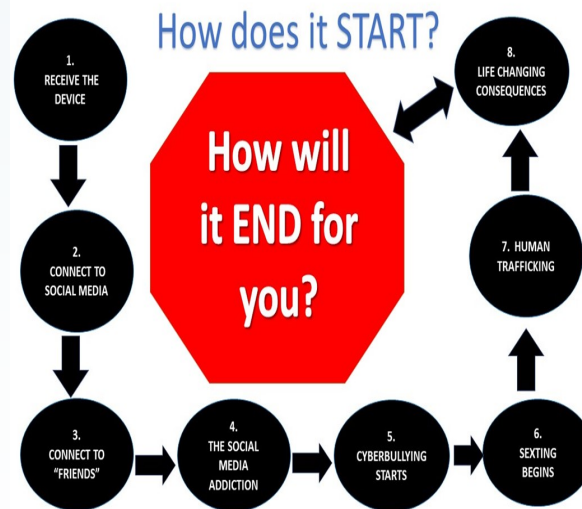 How does it START?
1.
RECEIVE THE
DEVICE
2.
CONNECT TO
SOCIAL MEDIA
3.
CONNECT TO
“FRIENDS”
4.
THE SOCIAL
MEDIA
ADDICTION
5.
CYBERBULLYING
STARTS
6.
SEXTING
BEGINS
7. HUMAN
TRAFFICKING
8.
LIFE CHANGING
CONSEQUENCES
How will
it END for
you?